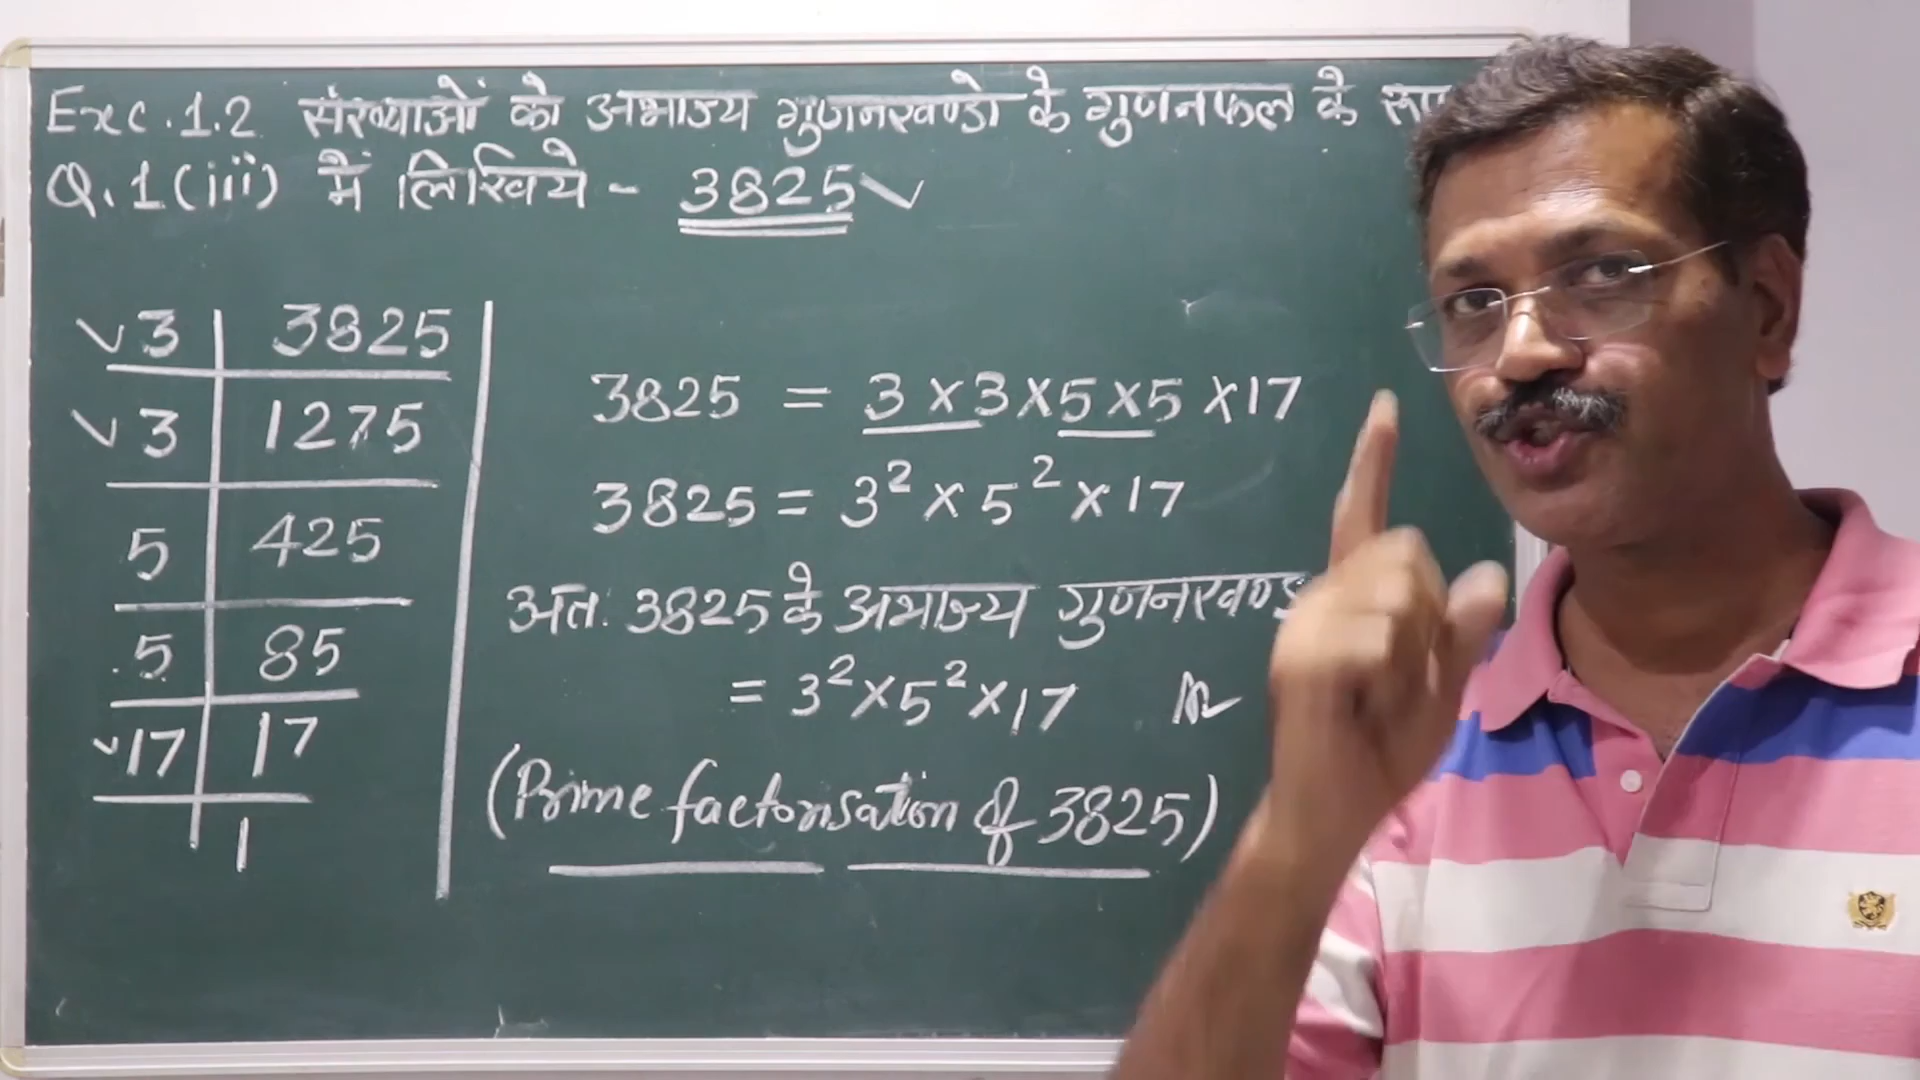 Exc.1.2 संख्याओं को अभाज्य गुणनखण्डो के गुणनफल के रूप
Q.1(iii) में लिखिये - 3825
3 3825
3 1275
5 425
5 85
17 17
1
3825 = 3 × 3 × 5 × 5 × 17
3825 = 3² × 5² × 17
अत: 3825 के अभाज्य गुणनखण्ड
= 3² × 5² × 17
(Prime factorisation of 3825)